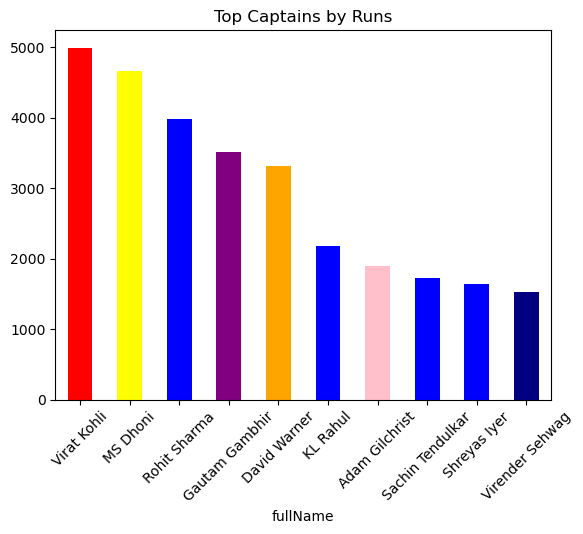 Top Captains by Runs
5000
4000
3000
2000
1000
0
Virat Kohli
MS Dhoni
Rohit Sharma
Gautam Gambhir
David Warner
KL Rahul
Adam Gilchrist
Sachin Tendulkar
Shreyas Iyer
Virender Sehwag
fullName